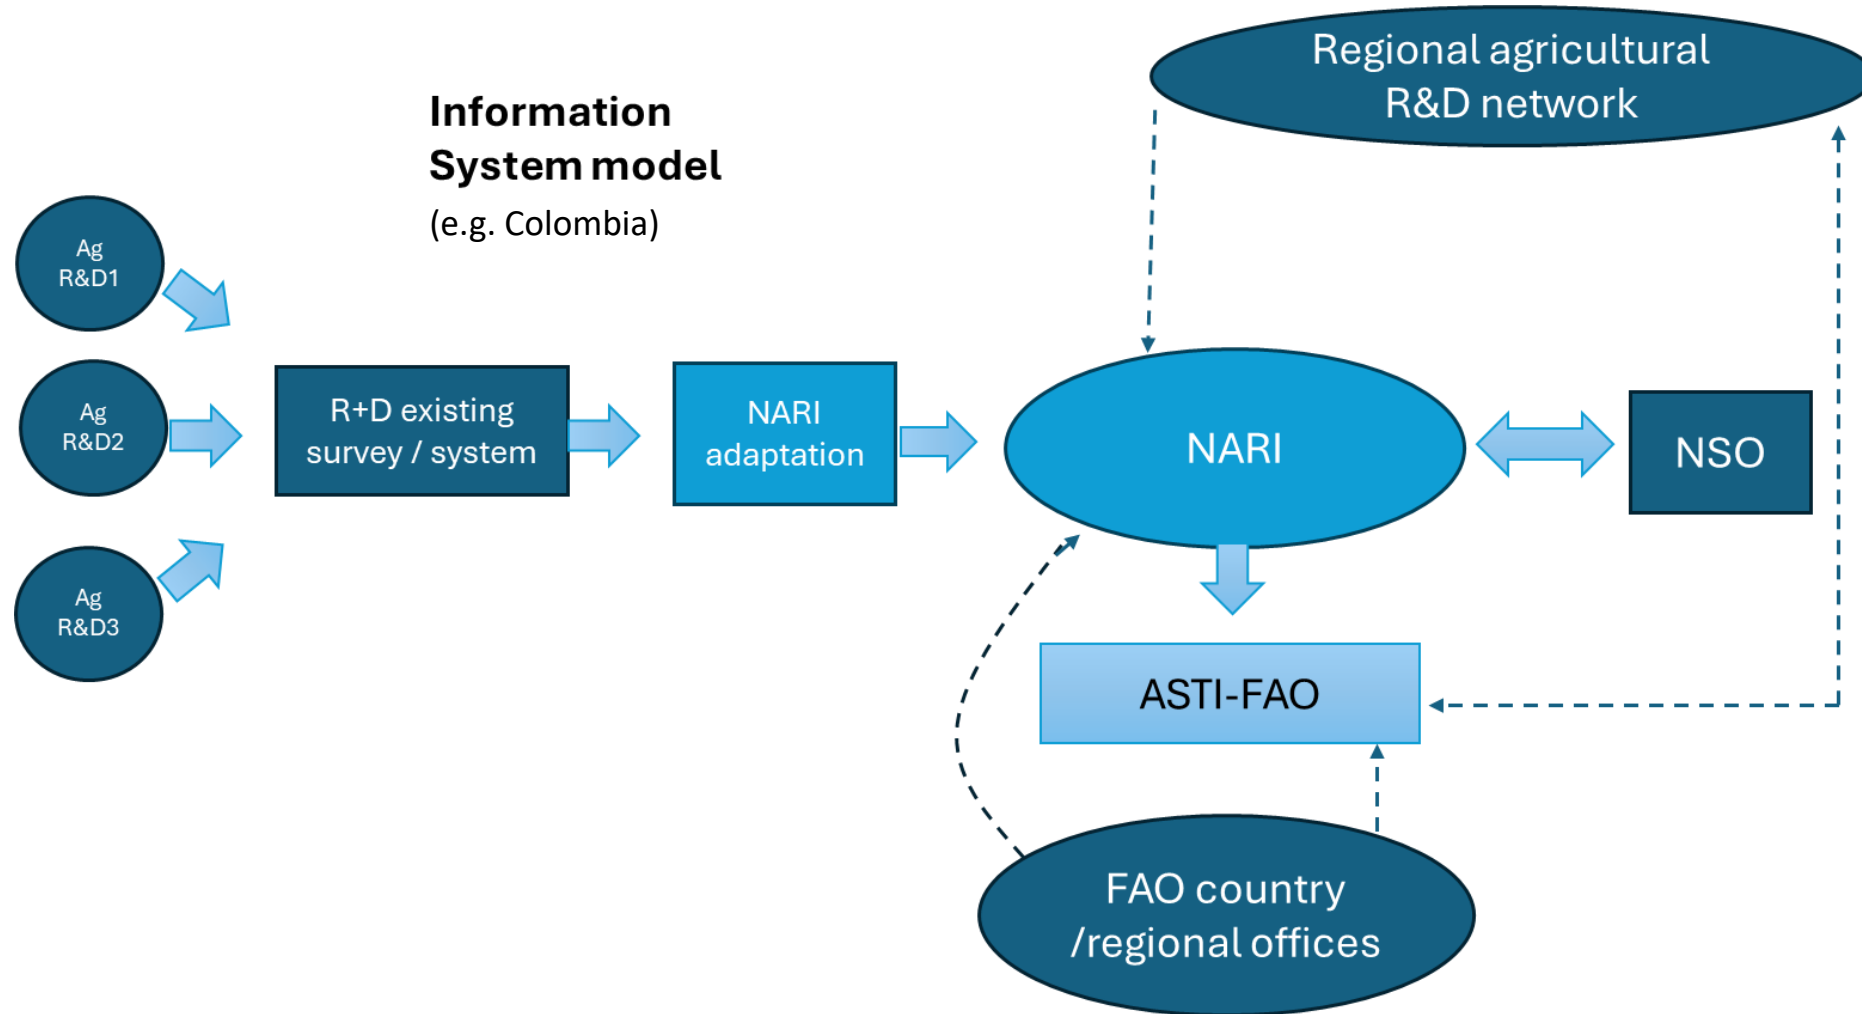 Regional agricultural
R&D network
Information
System model
(e.g. Colombia)
Ag
R&D1
Ag
R&D2
Ag
R&D3
R+D existing
survey / system
NARI
adaptation
NARI
NSO
ASTI-FAO
FAO country
/regional offices